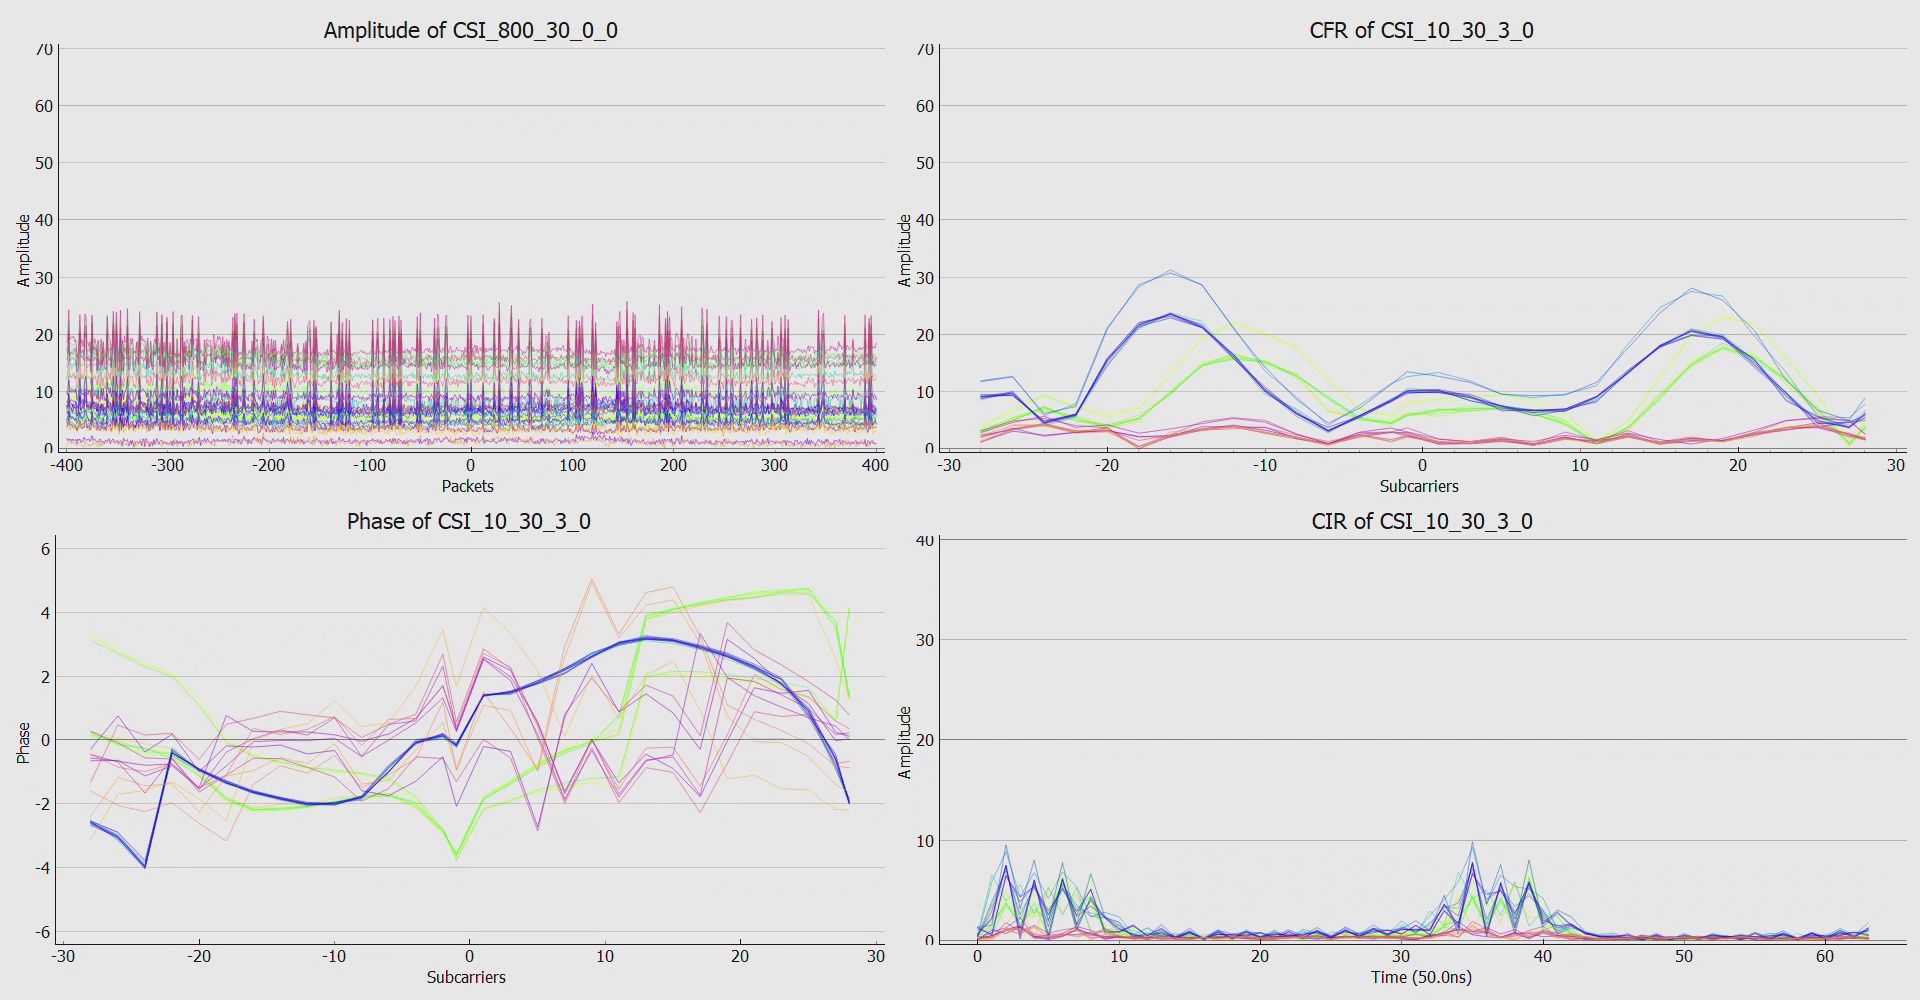 Amplitude of CSI_800_30_0_0
70
60
50
40
30
20
10
0
Amplitude
-400 -300 -200 -100 0 100 200 300 400
Packets
CFR of CSI_10_30_3_0
70
60
50
40
30
20
10
0
Amplitude
-30 -20 -10 0 10 20 30
Subcarriers
Phase of CSI_10_30_3_0
6
4
2
0
-2
-4
-6
Phase
-30 -20 -10 0 10 20 30
Subcarriers
CIR of CSI_10_30_3_0
40
30
20
10
0
Amplitude
0 10 20 30 40 50 60
Time (50.0ns)